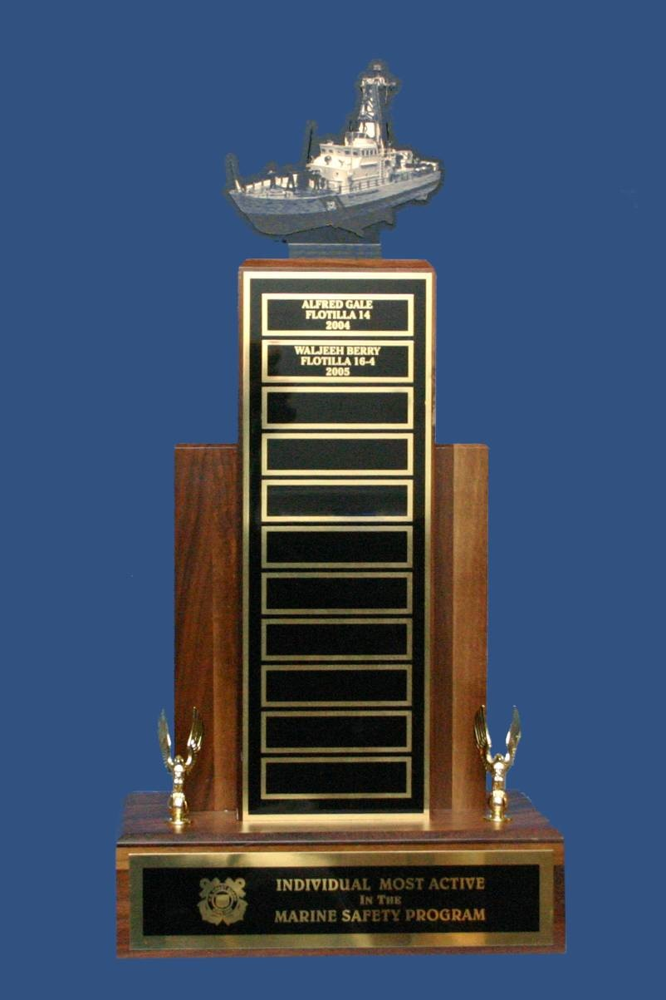 ALFRED GALE
FLOTILLA 14
2004
WALJEEH BERRY
FLOTILLA 16-4
2005
INDIVIDUAL MOST ACTIVE
IN THE
MARINE SAFETY PROGRAM